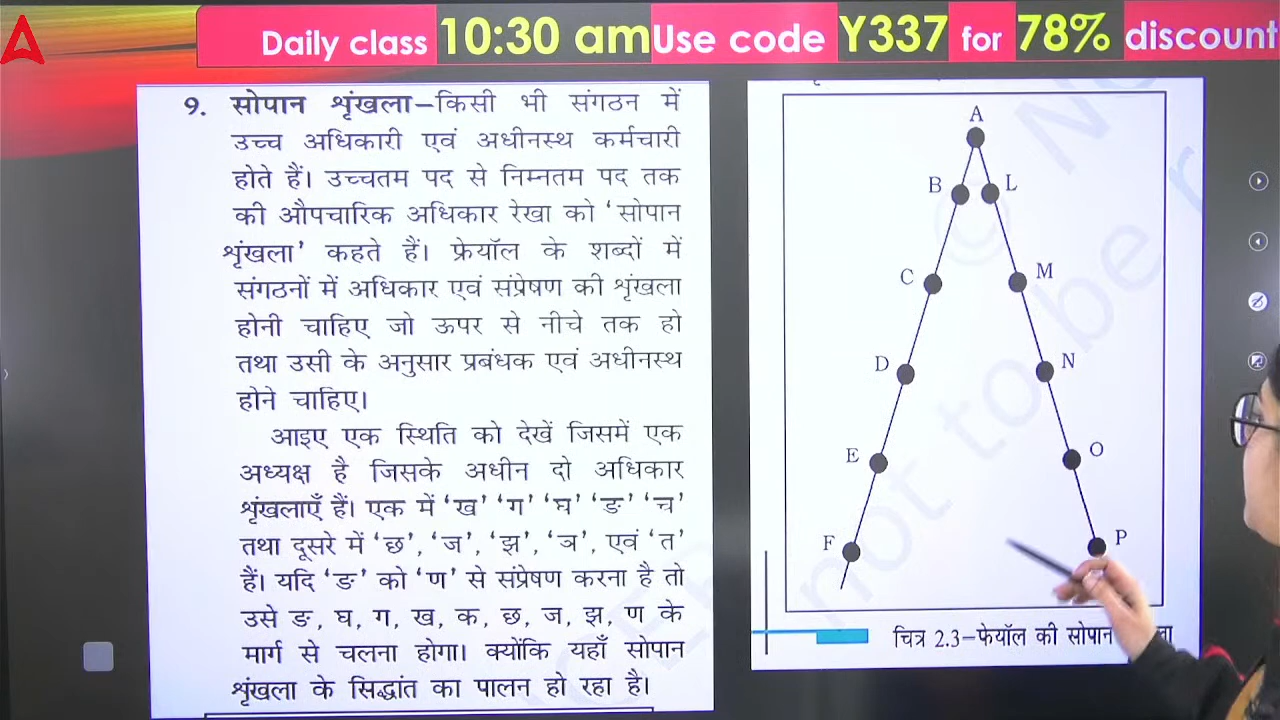 Daily class 10:30 am Use code Y337 for 78% discount
9. सोपान शृंखला–किसी भी संगठन में
उच्च अधिकारी एवं अधीनस्थ कर्मचारी
होते हैं। उच्चतम पद से निम्नतम पद तक
की औपचारिक अधिकार रेखा को 'सोपान
शृंखला' कहते हैं। फ्रेयॉल के शब्दों में
संगठनों में अधिकार एवं संप्रेषण की शृंखला
होनी चाहिए जो ऊपर से नीचे तक हो
तथा उसी के अनुसार प्रबंधक एवं अधीनस्थ
होने चाहिए।
आइए एक स्थिति को देखें जिसमें एक
अध्यक्ष है जिसके अधीन दो अधिकार
शृंखलाएँ हैं। एक में 'ख' 'ग' 'घ' 'ङ' 'च'
तथा दूसरे में 'छ', 'ज', 'झ', 'ञ', एवं 'त'
हैं। यदि 'ङ' को 'ण' से संप्रेषण करना है तो
उसे ङ, घ, ग, ख, क, छ, ज, झ, ण के
मार्ग से चलना होगा। क्योंकि यहाँ सोपान
शृंखला के सिद्धांत का पालन हो रहा है।
A
B L
C M
D N
E O
F P
not to be r
चित्र 2.3–फेयॉल की सोपान